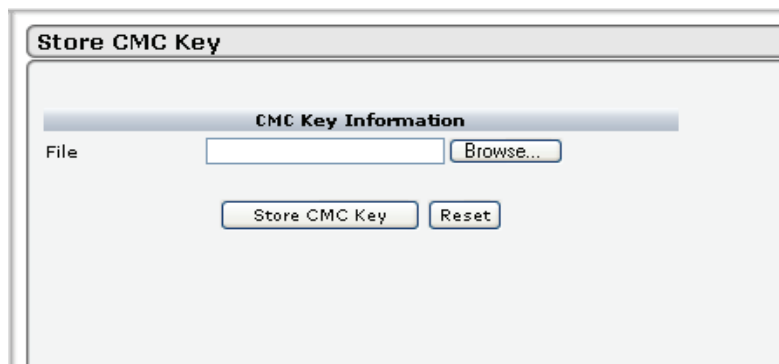 Store CMC Key
CMC Key Information
File Browse...
Store CMC Key Reset